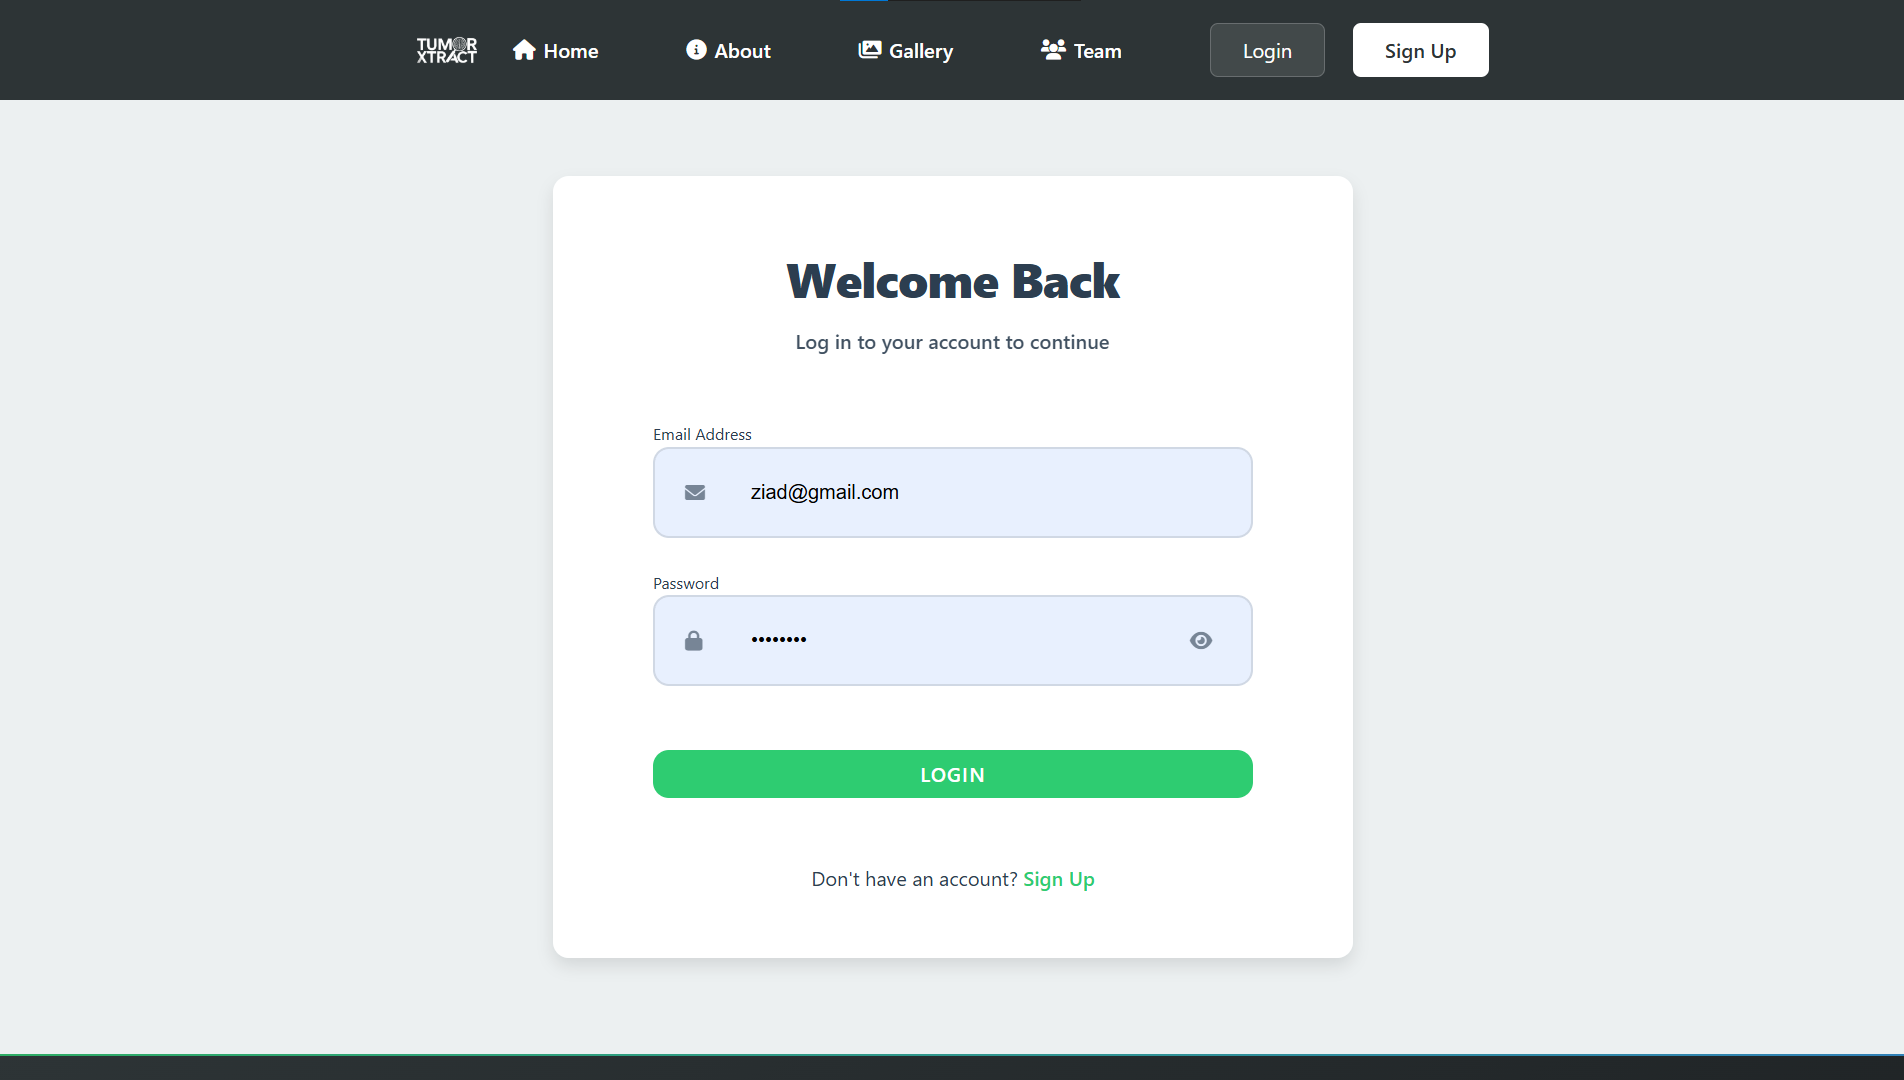 TUMOR
XTRACT
Home
About
Gallery
Team
Login
Sign Up
Welcome Back
Log in to your account to continue
Email Address
ziad@gmail.com
Password
••••••••
LOGIN
Don't have an account? Sign Up